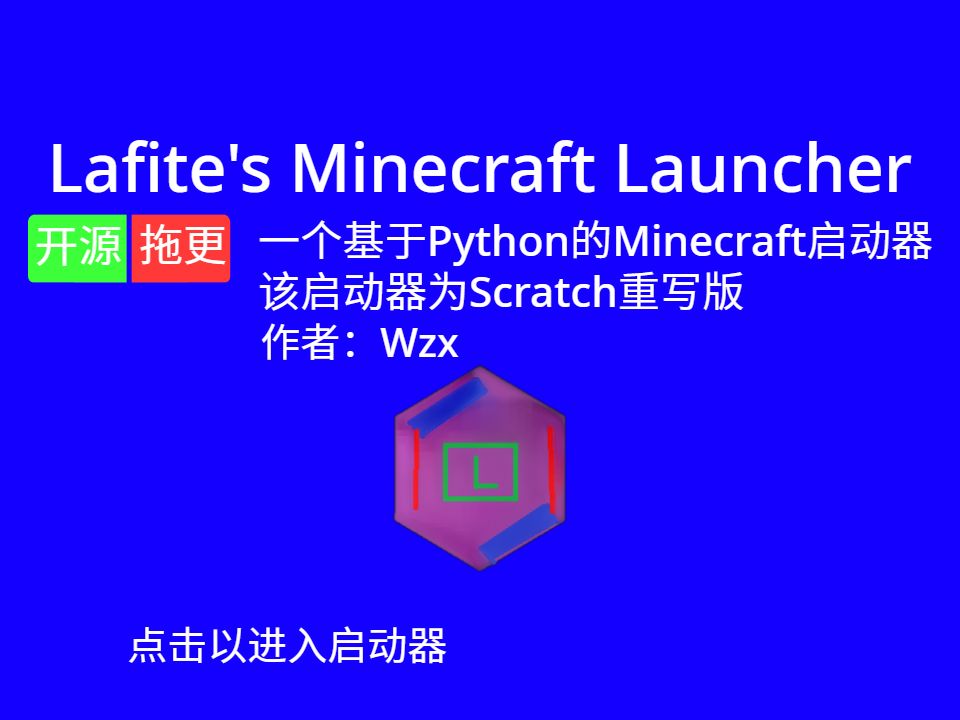 Lafite's Minecraft Launcher
开源 拖更
一个基于Python的Minecraft启动器
该启动器为Scratch重写版
作者：Wzx
L
点击以进入启动器